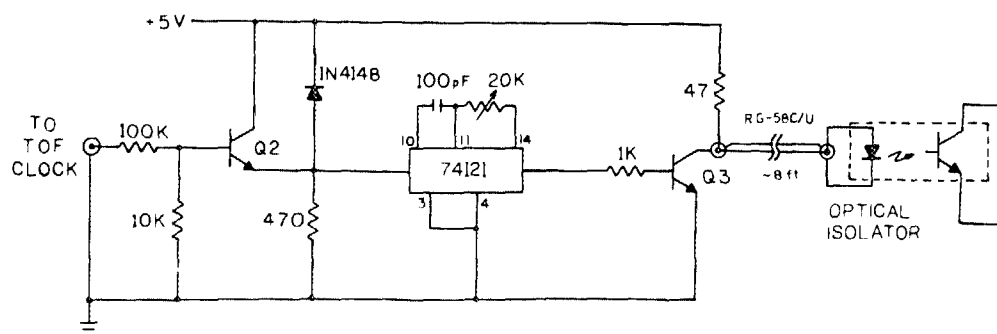 +5V
1N4148
100pF
20K
47
RG-58C/U
TO
TOF
CLOCK
100K
Q2
10
11
14
74121
1K
Q3
~8 ft
10K
470
3
4
OPTICAL
ISOLATOR